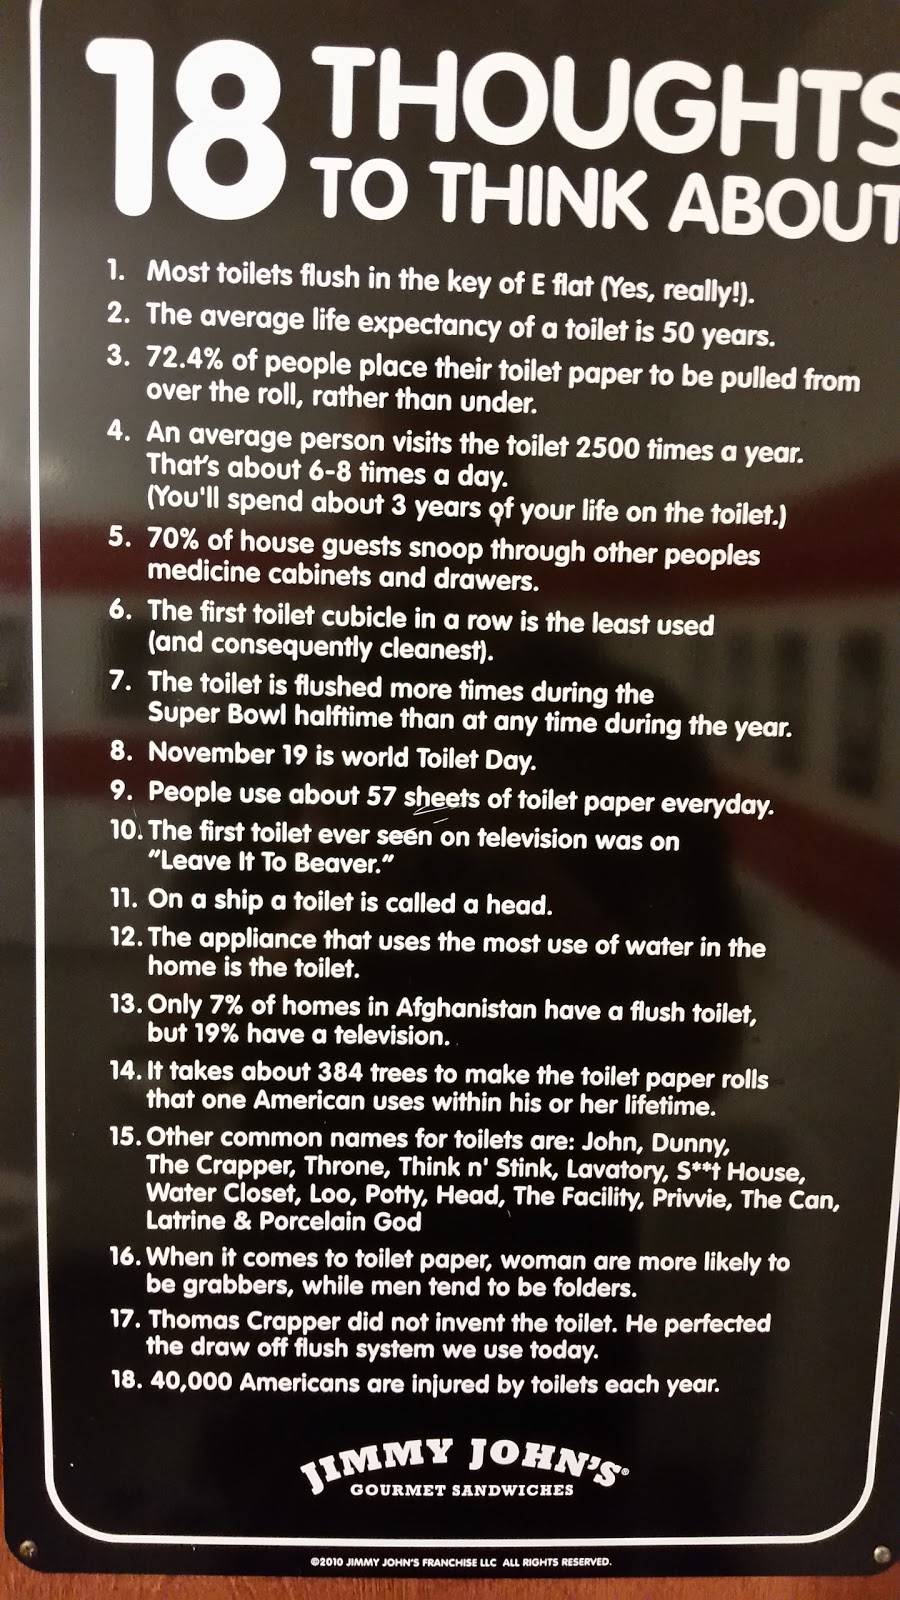 18 THOUGHTS
TO THINK ABOUT
1. Most toilets flush in the key of E flat (Yes, really!).
2. The average life expectancy of a toilet is 50 years.
3. 72.4% of people place their toilet paper to be pulled from
over the roll, rather than under.
4. An average person visits the toilet 2500 times a year.
That's about 6-8 times a day.
(You'll spend about 3 years of your life on the toilet.)
5. 70% of house guests snoop through other peoples
medicine cabinets and drawers.
6. The first toilet cubicle in a row is the least used
(and consequently cleanest).
7. The toilet is flushed more times during the
Super Bowl halftime than at any time during the year.
8. November 19 is world Toilet Day.
9. People use about 57 sheets of toilet paper everyday.
10. The first toilet ever seen on television was on
"Leave It To Beaver."
11. On a ship a toilet is called a head.
12. The appliance that uses the most use of water in the
home is the toilet.
13. Only 7% of homes in Afghanistan have a flush toilet,
but 19% have a television.
14. It takes about 384 trees to make the toilet paper rolls
that one American uses within his or her lifetime.
15. Other common names for toilets are: John, Dunny,
The Crapper, Throne, Think n' Stink, Lavatory, S**t House,
Water Closet, Loo, Potty, Head, The Facility, Privvie, The Can,
Latrine & Porcelain God
16. When it comes to toilet paper, woman are more likely to
be grabbers, while men tend to be folders.
17. Thomas Crapper did not invent the toilet. He perfected
the draw off flush system we use today.
18. 40,000 Americans are injured by toilets each year.
JIMMY JOHN'S®
GOURMET SANDWICHES
©2010 JIMMY JOHN'S FRANCHISE LLC ALL RIGHTS RESERVED.